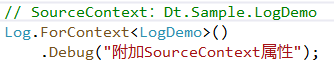 // SourceContext：Dt.Sample.LogDemo
Log.ForContext<LogDemo>()
.Debug("附加SourceContext属性");